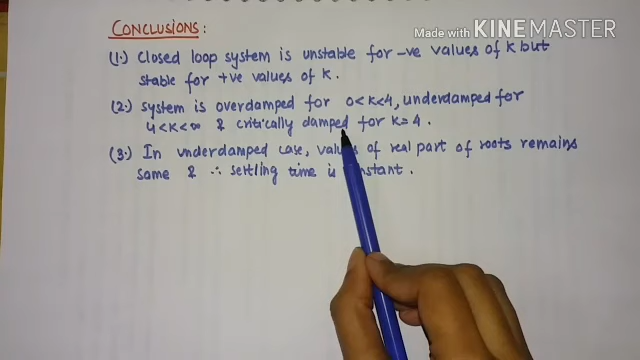 Made with KINEMASTER
CONCLUSIONS:
(1.) Closed loop system is unstable for -ve values of K but
stable for +ve values of K.
(2.) System is overdamped for 0<K<4, underdamped for
4<K<∞ & critically damped for K=4.
(3.) In underdamped case, values of real part of roots remains
same & ∴ settling time is constant.